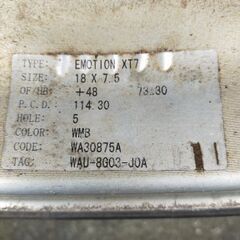 TYPE: EMOTION XT7
SIZE: 18 X 7.5
OF/HB: +48 73.30
P.C.D: 114.30
HOLE: 5
COLOR: WMB
CODE: WA30875A
TAG: WAU-8G03-J0A